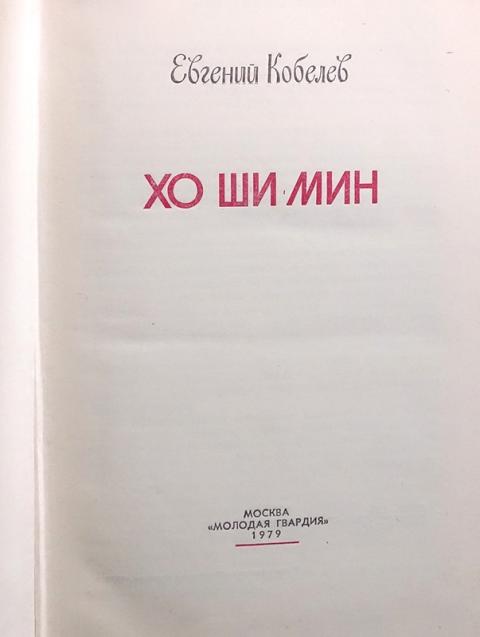 Евгений Кобелев
ХО ШИ МИН
МОСКВА
«МОЛОДАЯ ГВАРДИЯ»
1979